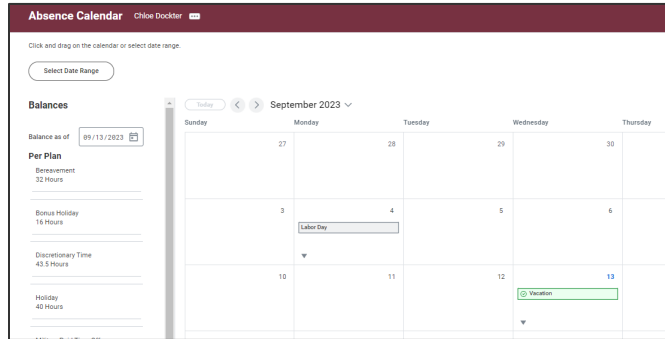 Absence Calendar Chloe Dockter
Click and drag on the calendar or select date range.
Select Date Range
Balances
Balance as of 09/13/2023
Per Plan
Bereavement
32 Hours
Bonus Holiday
16 Hours
Discretionary Time
43.5 Hours
Holiday
40 Hours
Today September 2023
Sunday Monday Tuesday Wednesday Thursday
27 28 29 30
3 4 5 6
Labor Day
10 11 12 13
Vacation